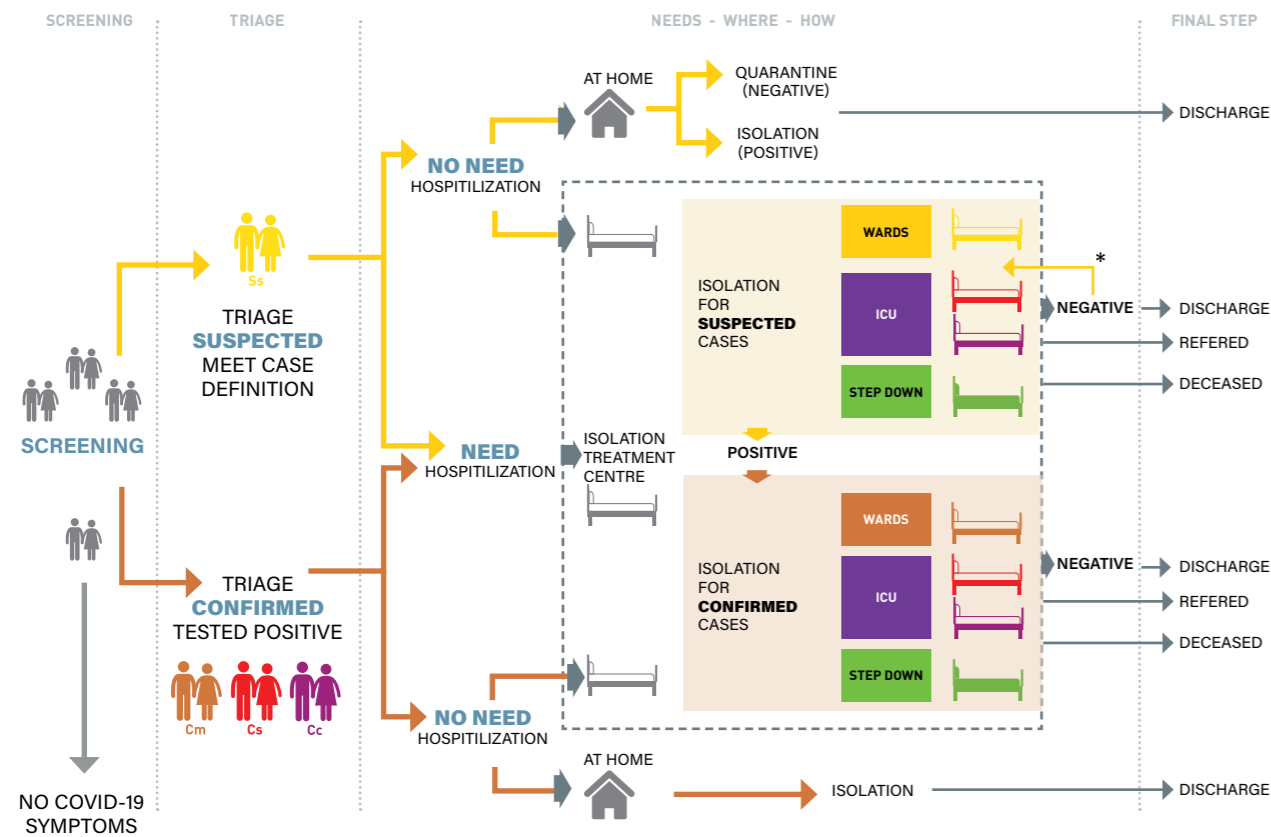 SCREENING
TRIAGE
NEEDS - WHERE - HOW
FINAL STEP
SCREENING
NO COVID-19
SYMPTOMS
Ss
TRIAGE
SUSPECTED
MEET CASE
DEFINITION
TRIAGE
CONFIRMED
TESTED POSITIVE
Cm
Cs
Cc
NO NEED
HOSPITILIZATION
NEED
HOSPITILIZATION
NO NEED
HOSPITILIZATION
AT HOME
QUARANTINE
(NEGATIVE)
ISOLATION
(POSITIVE)
DISCHARGE
ISOLATION
TREATMENT
CENTRE
ISOLATION
FOR
SUSPECTED
CASES
WARDS
ICU
STEP DOWN
*
NEGATIVE
DISCHARGE
REFERED
DECEASED
POSITIVE
ISOLATION
FOR
CONFIRMED
CASES
WARDS
ICU
STEP DOWN
NEGATIVE
DISCHARGE
REFERED
DECEASED
AT HOME
ISOLATION
DISCHARGE